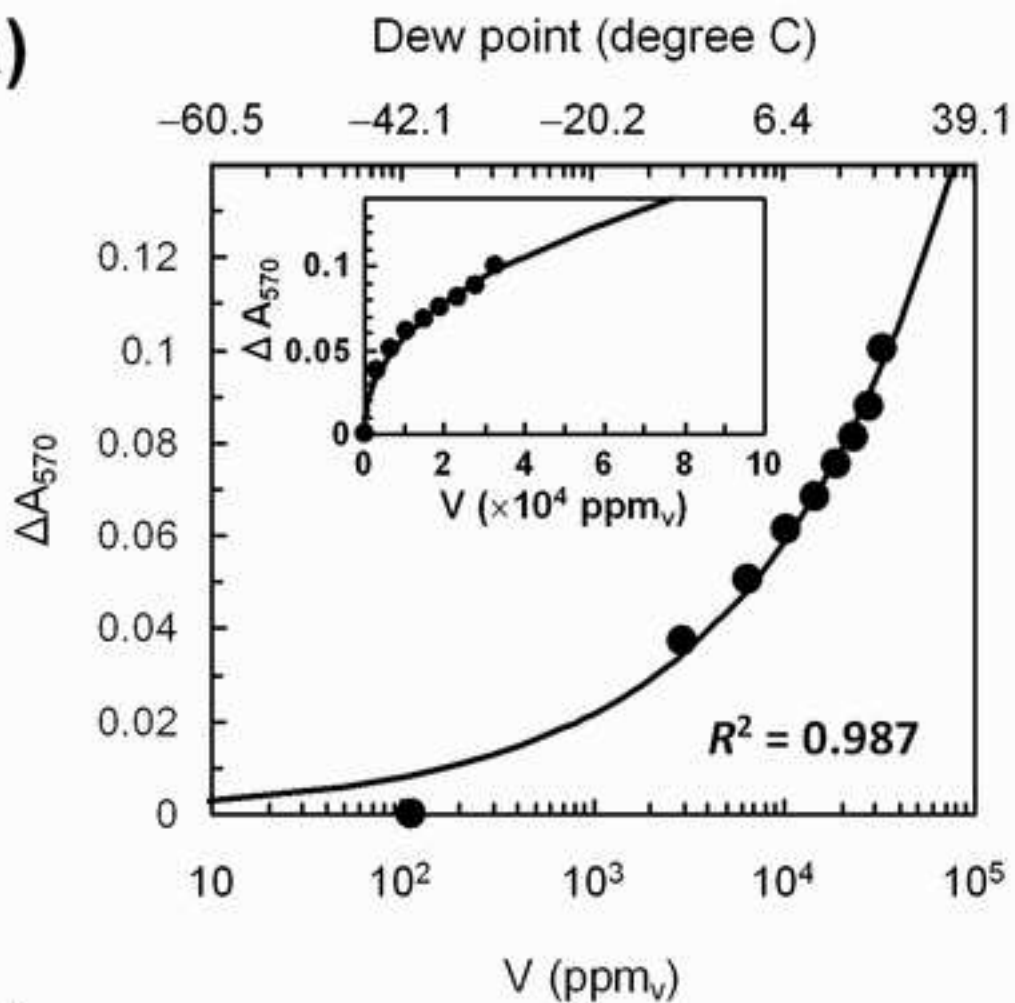 )
Dew point (degree C)
−60.5 −42.1 −20.2 6.4 39.1
0.12
0.1
0.08
0.06
0.04
0.02
0
ΔA₅₇₀
0.1
0.05
0
Δ A₅₇₀
0 2 4 6 8 10
V (×10⁴ ppmᵥ)
R² = 0.987
10 10² 10³ 10⁴ 10⁵
V (ppmᵥ)